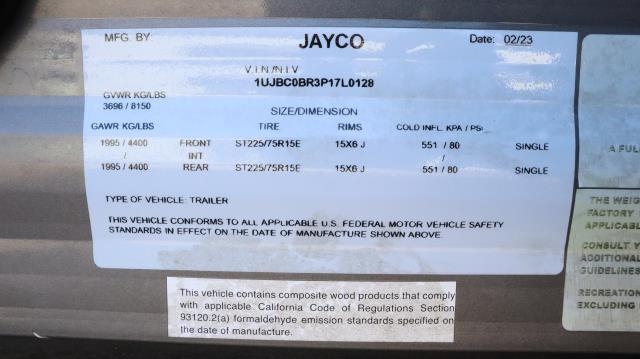 MFG. BY: JAYCO Date: 02/23
V.I.N./N.I.V
1UJBC0BR3P17L0128
GVWR KG/LBS
3696 / 8150
SIZE/DIMENSION
GAWR KG/LBS TIRE RIMS COLD INFL. KPA / PSI
1995 / 4400 FRONT ST225/75R15E 15X6 J 551 / 80 SINGLE
/ INT /
1995 / 4400 REAR ST225/75R15E 15X6 J 551 / 80 SINGLE
TYPE OF VEHICLE: TRAILER
THIS VEHICLE CONFORMS TO ALL APPLICABLE U.S. FEDERAL MOTOR VEHICLE SAFETY
STANDARDS IN EFFECT ON THE DATE OF MANUFACTURE SHOWN ABOVE.
This vehicle contains composite wood products that comply
with applicable California Code of Regulations Section
93120.2(a) formaldehyde emission standards specified on
the date of manufacture.
A FULL
THE WEIG
FACTORY
APPLICABL
CONSULT Y
ADDITIONAL
GUIDELINES
RECREATION
EXCLUDING